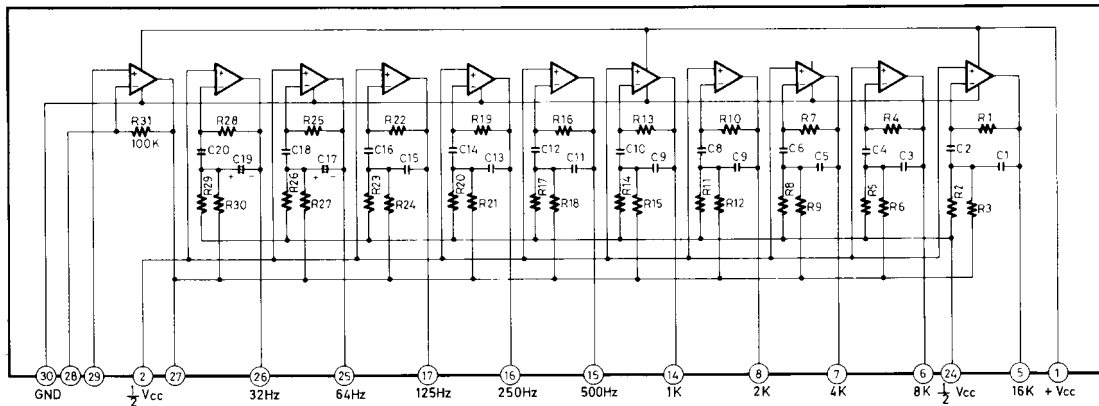 R31 R28 R25 R22 R19 R16 R13 R10 R7 R4 R1
100K
C20 C18 C16 C14 C12 C10 C8 C6 C4 C2
C19 C17 C15 C13 C11 C9 C9 C5 C3 C1
+ - + -
R29 R26 R23 R20 R17 R14 R11 R8 R5 R2
R30 R27 R24 R21 R18 R15 R12 R9 R6 R3
30 28 29 2 27 26 25 17 16 15 14 8 7 6 24 5 1
GND ½ Vcc 32Hz 64Hz 125Hz 250Hz 500Hz 1K 2K 4K 8K ½ Vcc 16K + Vcc